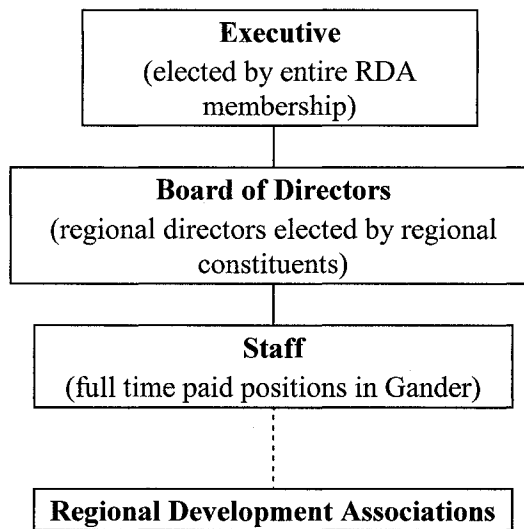 Executive
(elected by entire RDA
membership)
Board of Directors
(regional directors elected by regional
constituents)
Staff
(full time paid positions in Gander)
Regional Development Associations